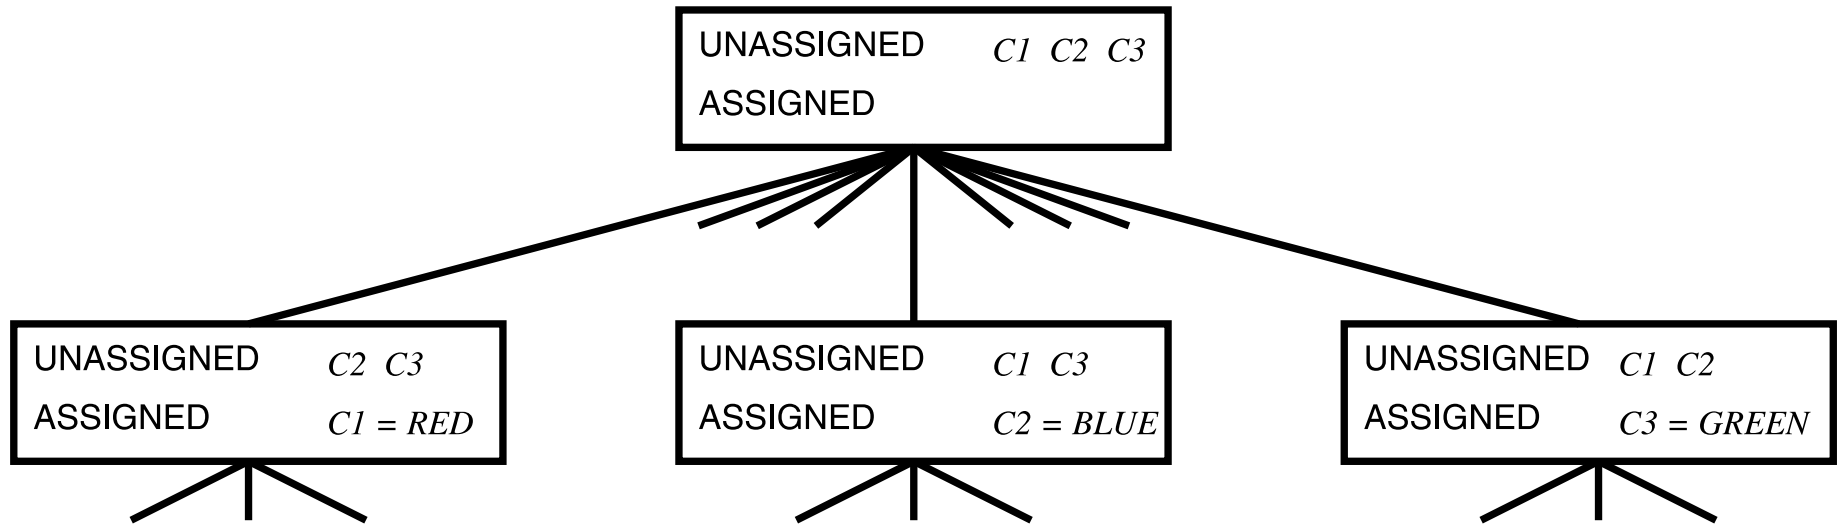 UNASSIGNED C1 C2 C3
ASSIGNED
UNASSIGNED C2 C3
ASSIGNED C1 = RED
UNASSIGNED C1 C3
ASSIGNED C2 = BLUE
UNASSIGNED C1 C2
ASSIGNED C3 = GREEN